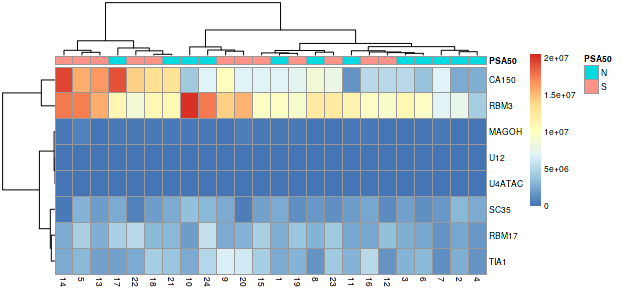 PSA50
CA150
RBM3
MAGOH
U12
U4ATAC
SC35
RBM17
TIA1
14 5 13 17 22 18 21 10 24 9 20 15 1 19 8 23 11 16 12 3 6 7 2 4
2e+07
1.5e+07
1e+07
5e+06
0
PSA50
N
S